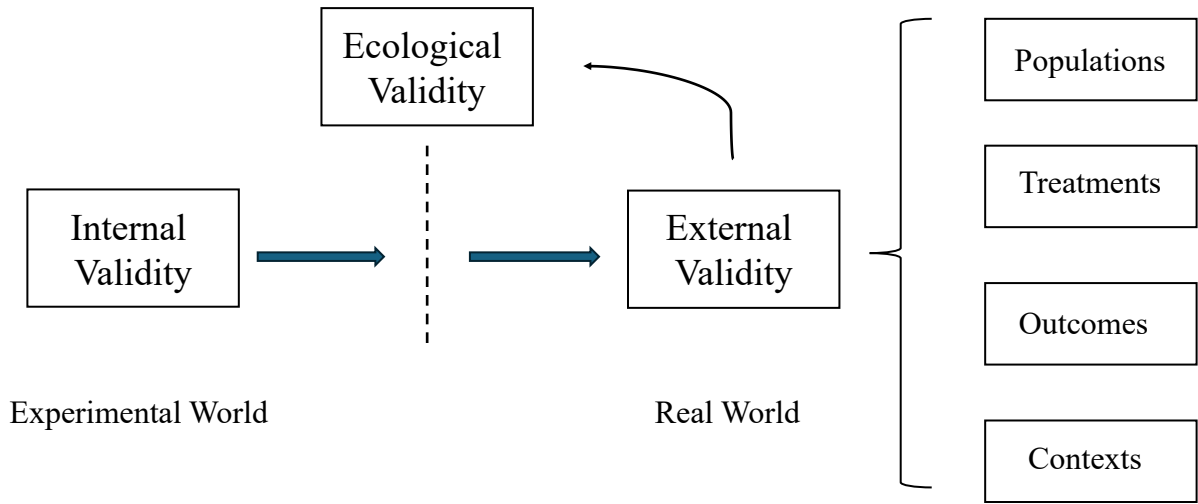 Ecological
Validity
Internal
Validity
External
Validity
Populations
Treatments
Outcomes
Contexts
Experimental World
Real World